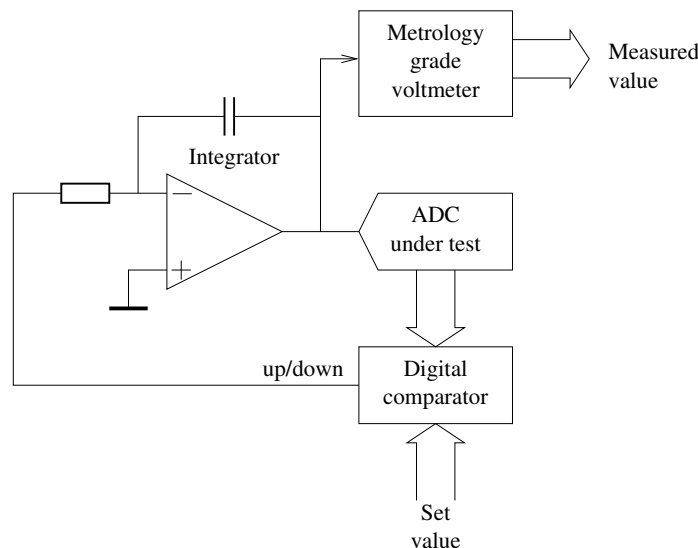 Metrology
grade
voltmeter
Measured
value
Integrator
−
+
ADC
under test
up/down
Digital
comparator
Set
value